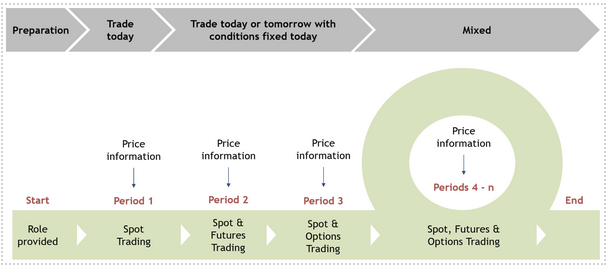 Preparation
Trade
today
Trade today or tomorrow with
conditions fixed today
Mixed
Price
information
Price
information
Price
information
Price
information
Start
Period 1
Period 2
Period 3
Periods 4 - n
End
Role
provided
Spot
Trading
Spot &
Futures
Trading
Spot &
Options
Trading
Spot, Futures &
Options Trading